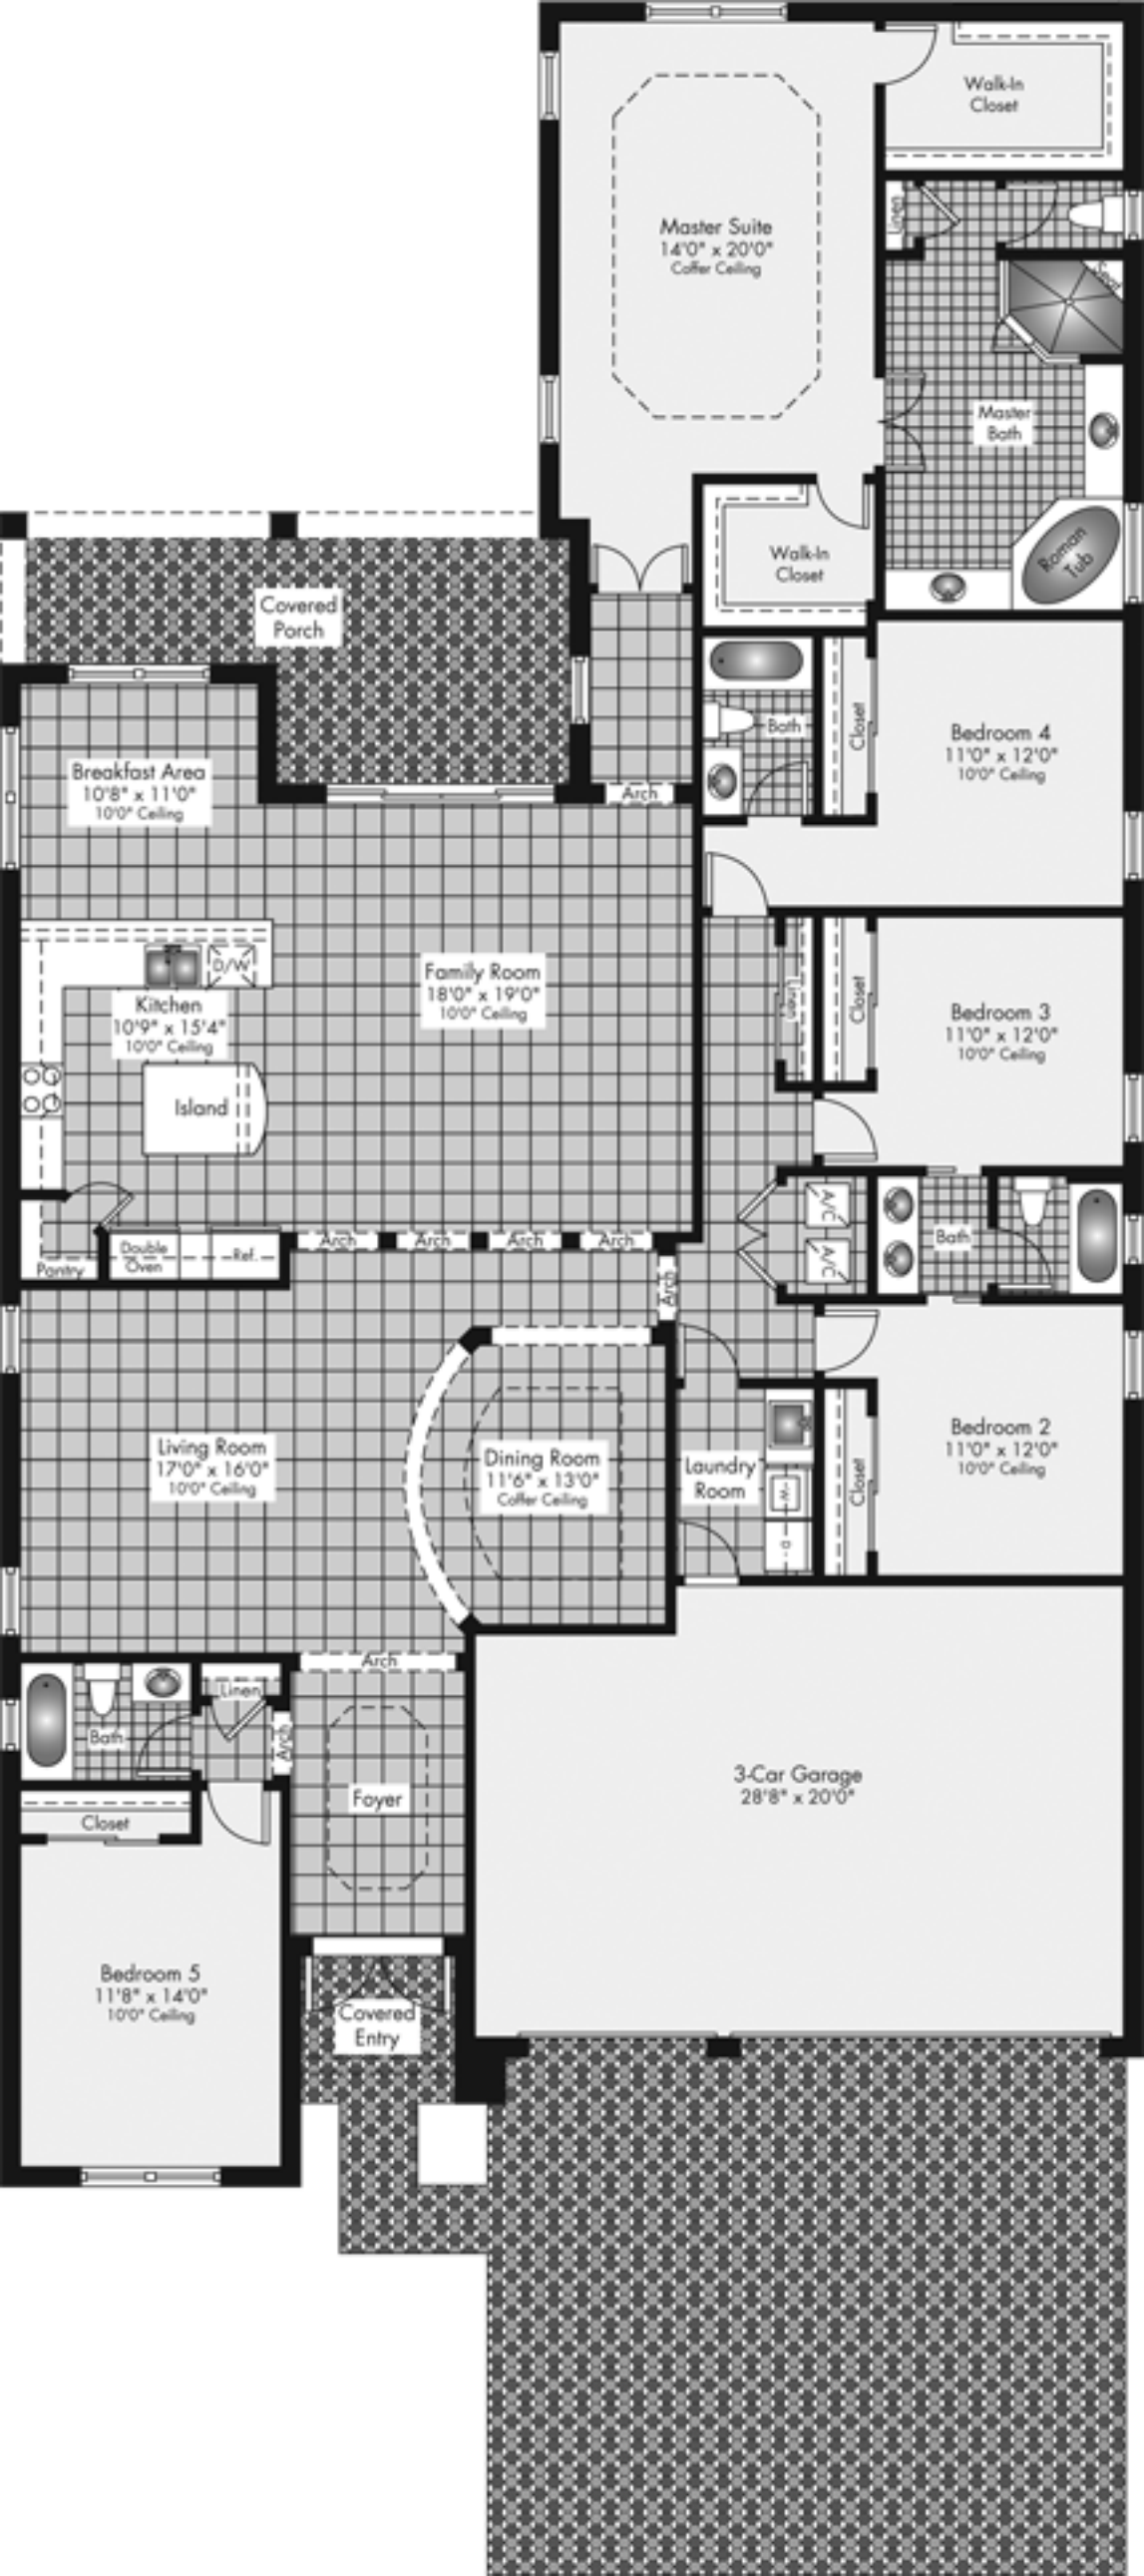 Walk-In
Closet
Linen
Master Suite
14'0" x 20'0"
Coffer Ceiling
Seat
Master
Bath
Roman
Tub
Walk-In
Closet
Covered
Porch
Bath
Closet
Bedroom 4
11'0" x 12'0"
10'0" Ceiling
Breakfast Area
10'8" x 11'0"
10'0" Ceiling
Arch
D/W
Kitchen
10'9" x 15'4"
10'0" Ceiling
Family Room
18'0" x 19'0"
10'0" Ceiling
Linen
Closet
Bedroom 3
11'0" x 12'0"
10'0" Ceiling
Island
A/C
A/C
Bath
Pantry
Double
Oven
Ref.
Arch
Arch
Arch
Arch
Arch
Living Room
17'0" x 16'0"
10'0" Ceiling
Dining Room
11'6" x 13'0"
Coffer Ceiling
Laundry
Room
W
D
Closet
Bedroom 2
11'0" x 12'0"
10'0" Ceiling
Arch
Linen
Bath
Arch
Closet
Foyer
3-Car Garage
28'8" x 20'0"
Bedroom 5
11'8" x 14'0"
10'0" Ceiling
Covered
Entry